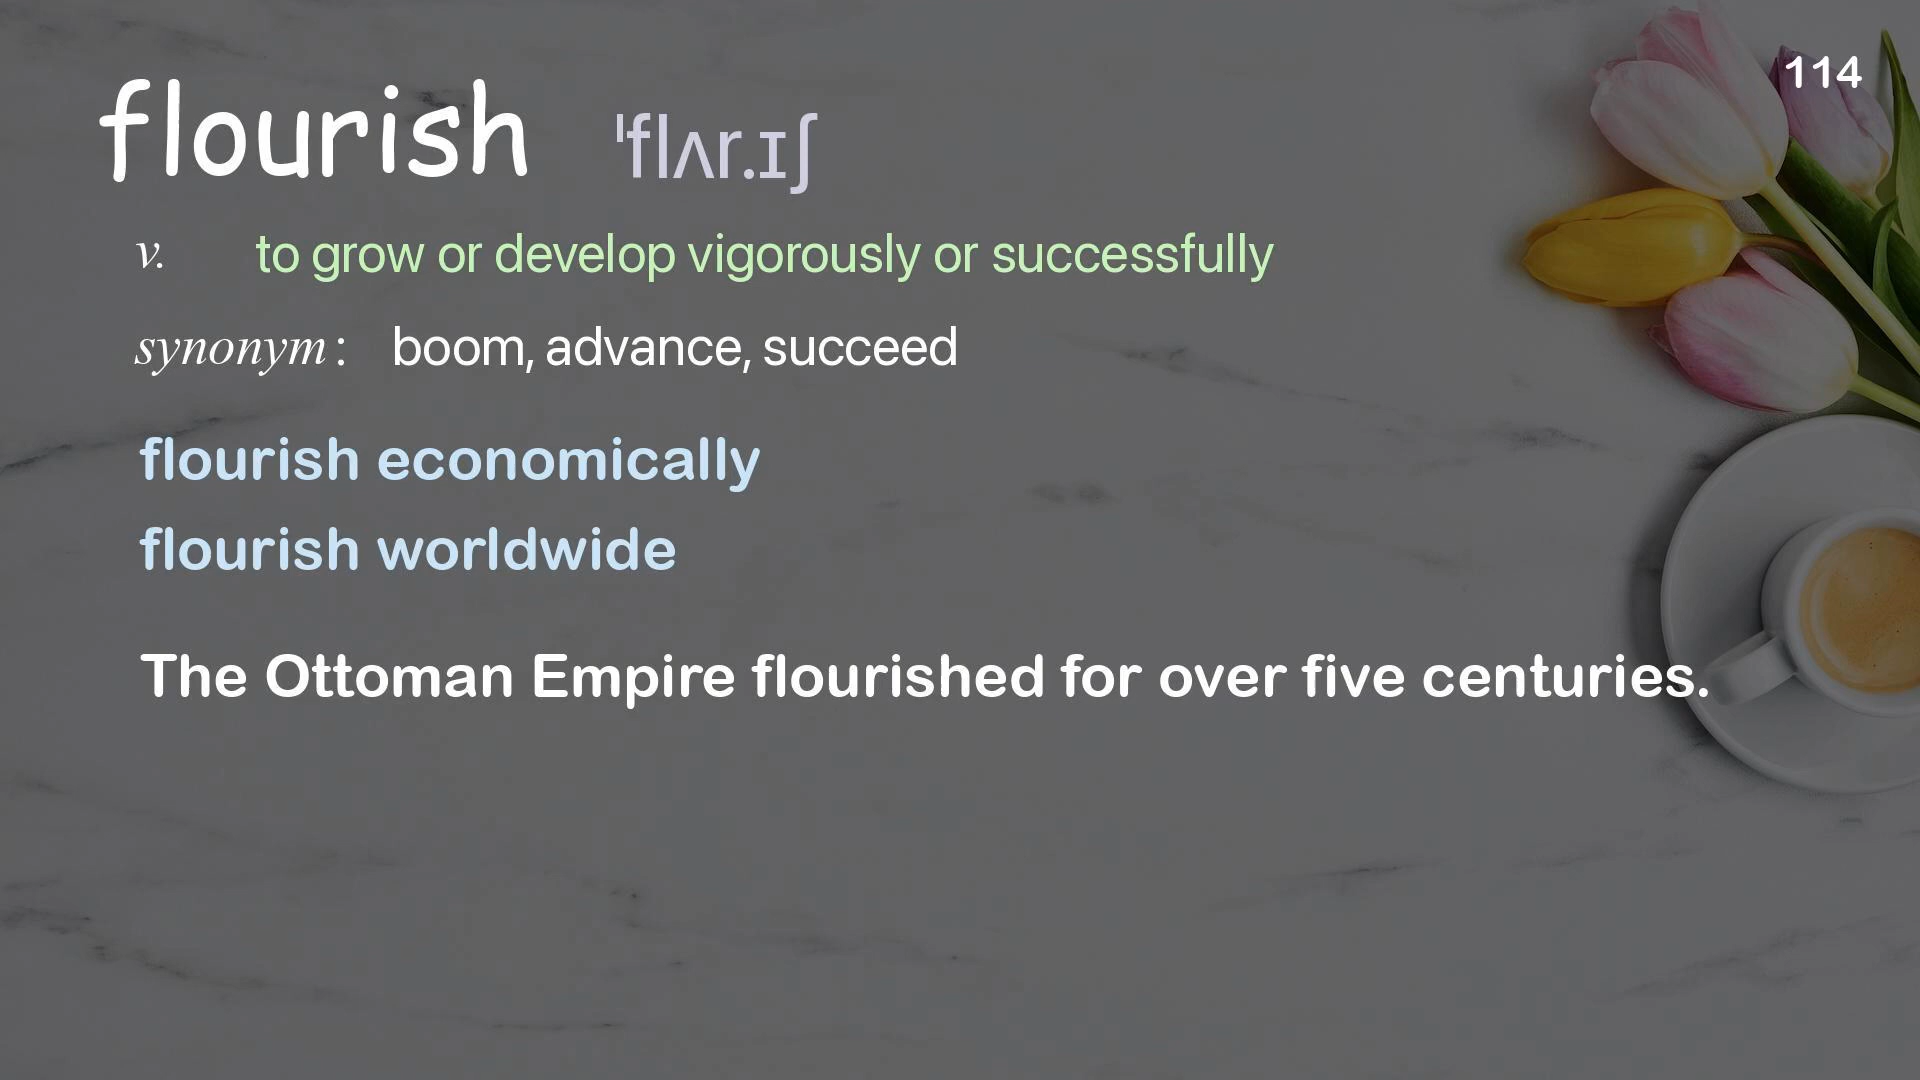 114
flourish ˈflʌr.ɪʃ
v. to grow or develop vigorously or successfully
synonym: boom, advance, succeed
flourish economically
flourish worldwide
The Ottoman Empire flourished for over five centuries.